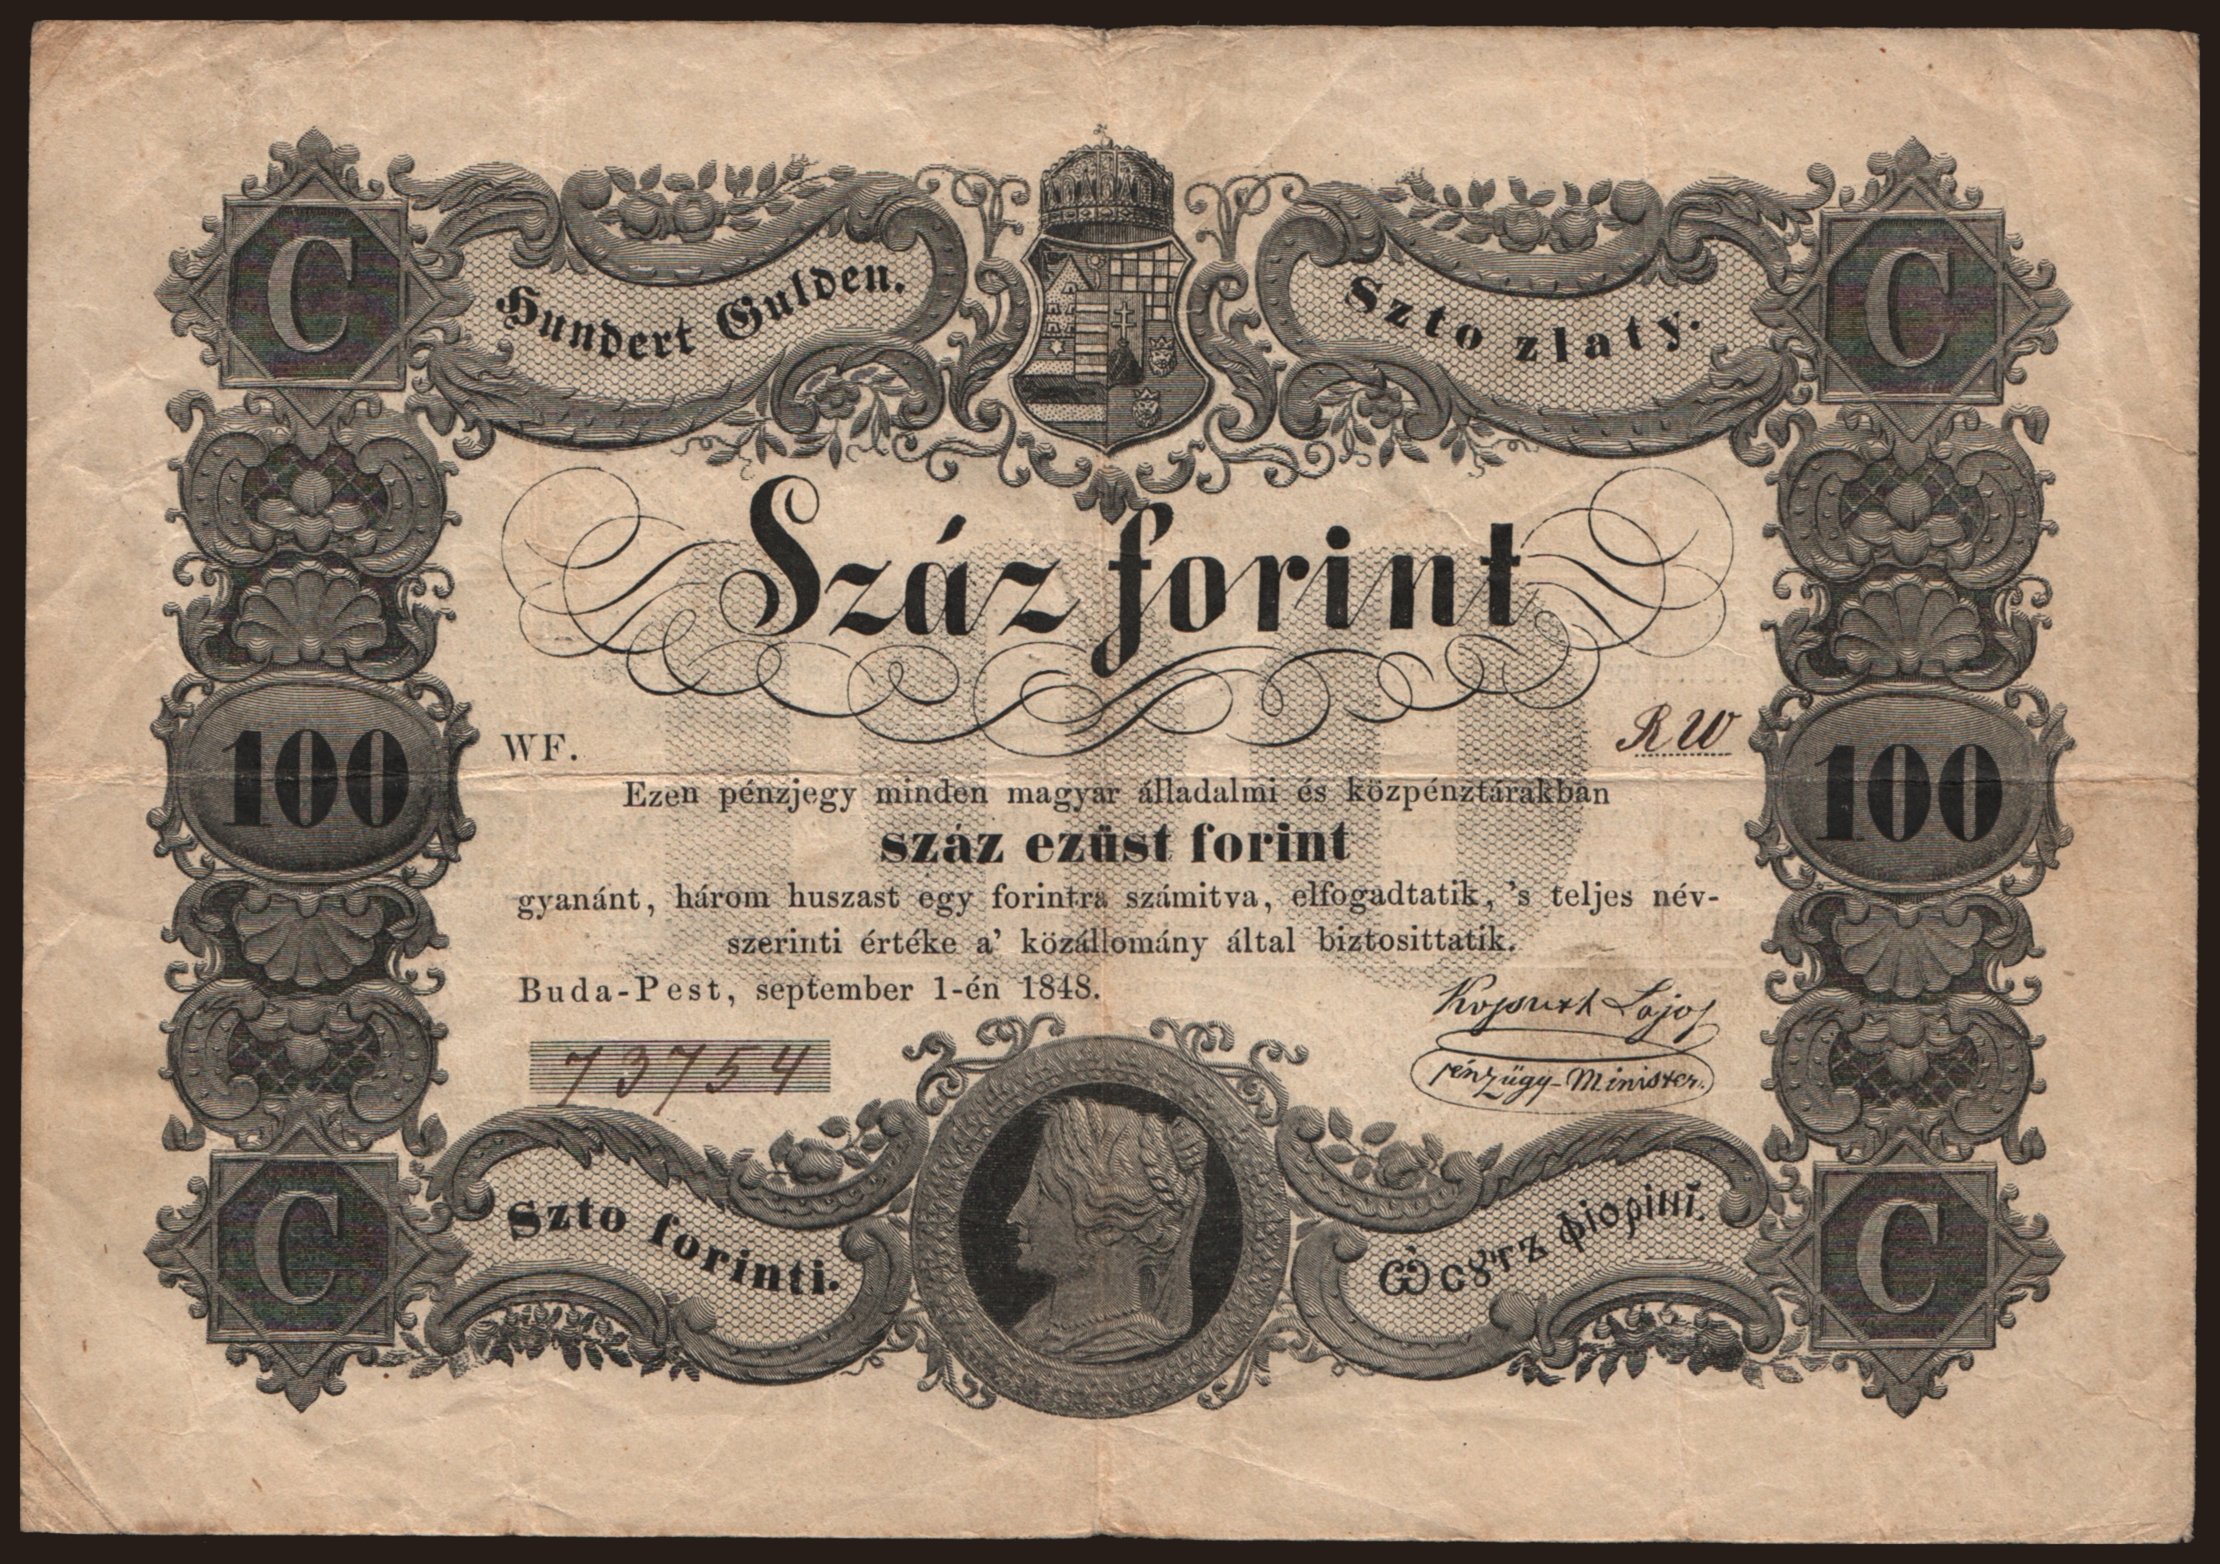 C
Hundert Gulden.
Szto zlaty.
C
Száz forint
WF.
R W
100
100
Ezen pénzjegy minden magyar álladalmi és közpénztárakban
száz ezüst forint
gyanánt, három huszast egy forintra számitva, elfogadtatik, 's teljes név-
szerinti értéke a' közállomány által biztosittatik.
Buda-Pest, september 1-én 1848.
Kossuth Lajos
pénzügy-Minister.
73754
C
Szto forinti.
Ѡ҆ сꙋтъ фіоринӥ.
C